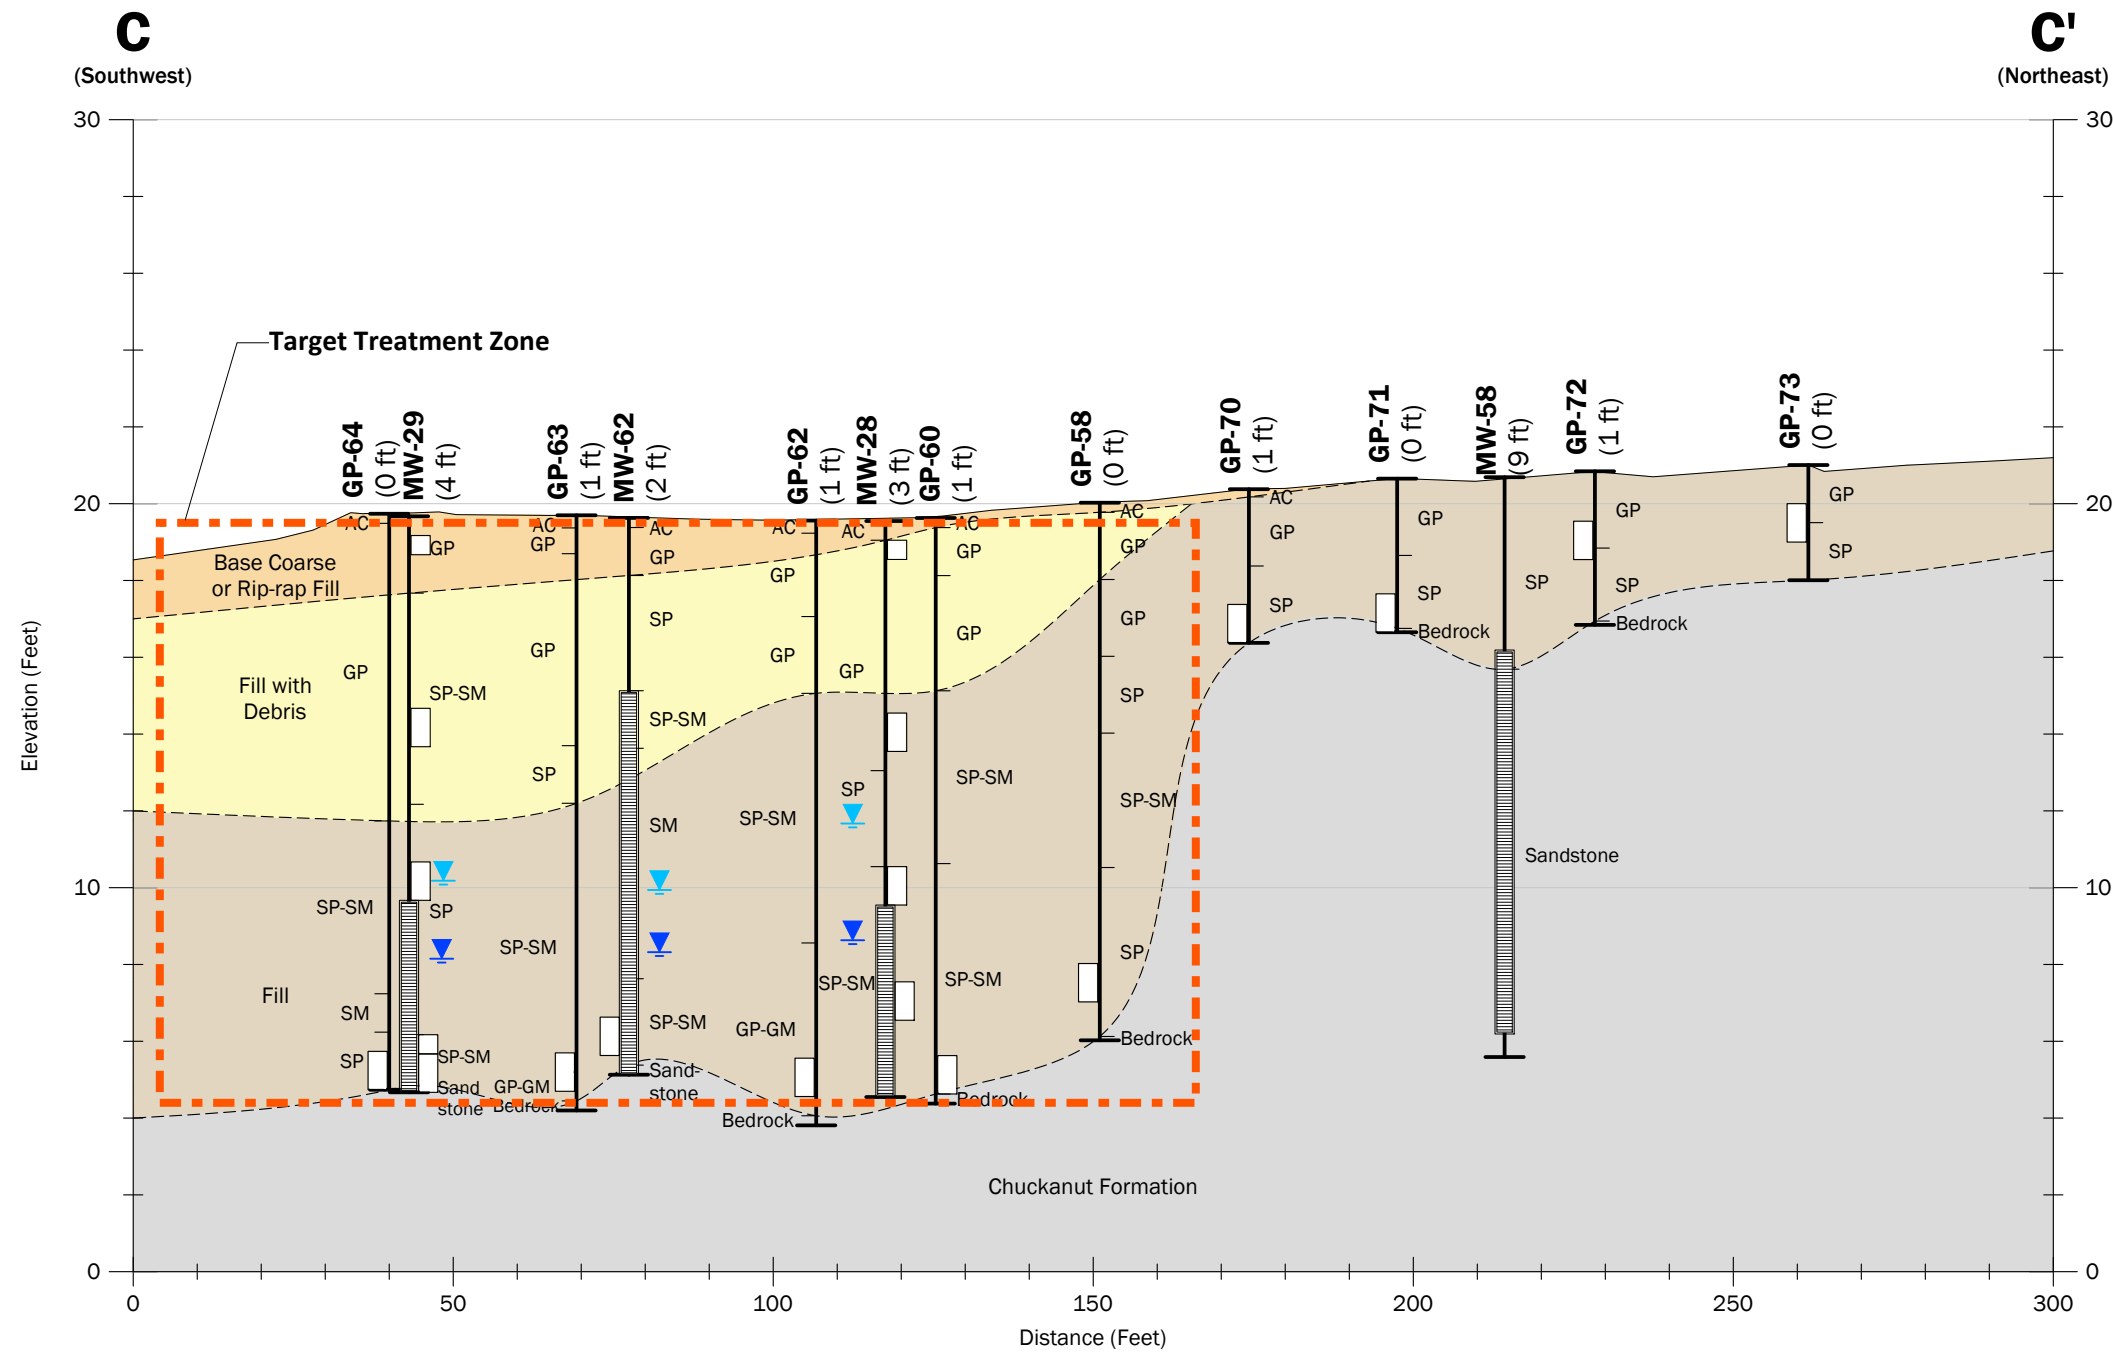 C
(Southwest)
C'
(Northeast)
30
30
Target Treatment Zone
GP-64
(0 ft)
MW-29
(4 ft)
GP-63
(1 ft)
MW-62
(2 ft)
GP-62
(1 ft)
MW-28
(3 ft)
GP-60
(1 ft)
GP-58
(0 ft)
GP-70
(1 ft)
GP-71
(0 ft)
MW-58
(9 ft)
GP-72
(1 ft)
GP-73
(0 ft)
20
20
AC
AC
AC
AC
AC
AC
AC
AC
GP
GP
GP
GP
GP
GP
GP
GP
GP
GP
GP
SP
SP
SP
SP
SP
Base Coarse
or Rip-rap Fill
SP
GP
GP
Bedrock
Bedrock
GP
GP
GP
GP
Fill with
Debris
SP-SM
SP
SP-SM
SP
SP
SP-SM
SP-SM
SP-SM
SM
Sandstone
10
10
SP-SM
SP
SP-SM
SP
Fill
SP-SM
SP-SM
SM
SP-SM
GP-GM
Bedrock
SP
SP-SM
Sand
stone
GP-GM
Bedrock
Sand-
stone
Bedrock
Bedrock
Chuckanut Formation
Elevation (Feet)
0
0
0
50
100
150
200
250
300
Distance (Feet)